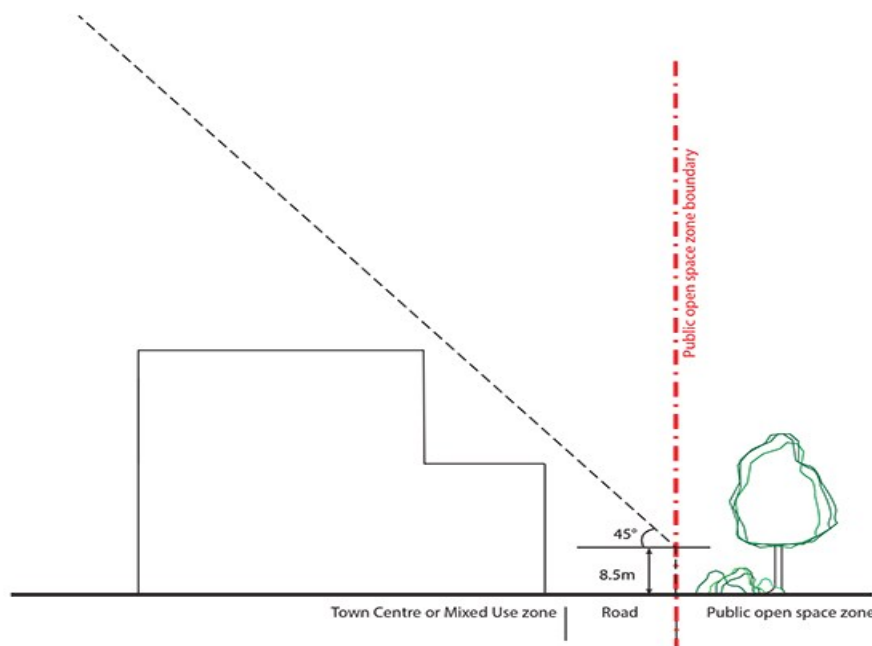 Public open space zone boundary
45°
8.5m
Town Centre or Mixed Use zone
Road
Public open space zone